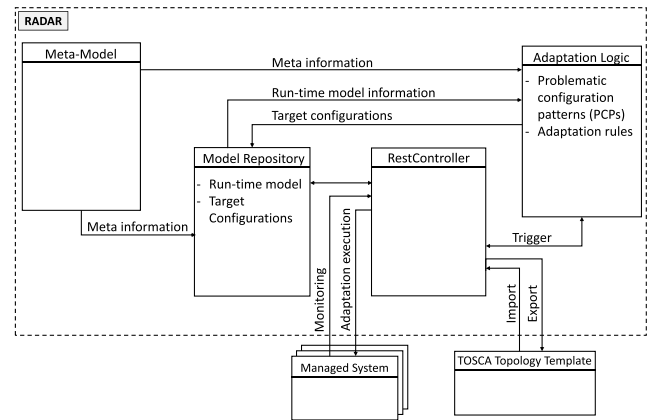 RADAR
Meta-Model
Adaptation Logic
Meta information
- Problematic
configuration
patterns (PCPs)
- Adaptation rules
Run-time model information
Target configurations
Model Repository
RestController
- Run-time model
- Target
Configurations
Meta information
Trigger
Monitoring
Adaptation execution
Import
Export
Managed System
TOSCA Topology Template